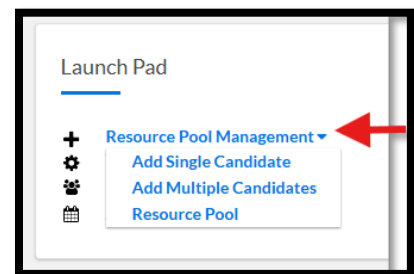 Launch Pad
Resource Pool Management
Add Single Candidate
Add Multiple Candidates
Resource Pool